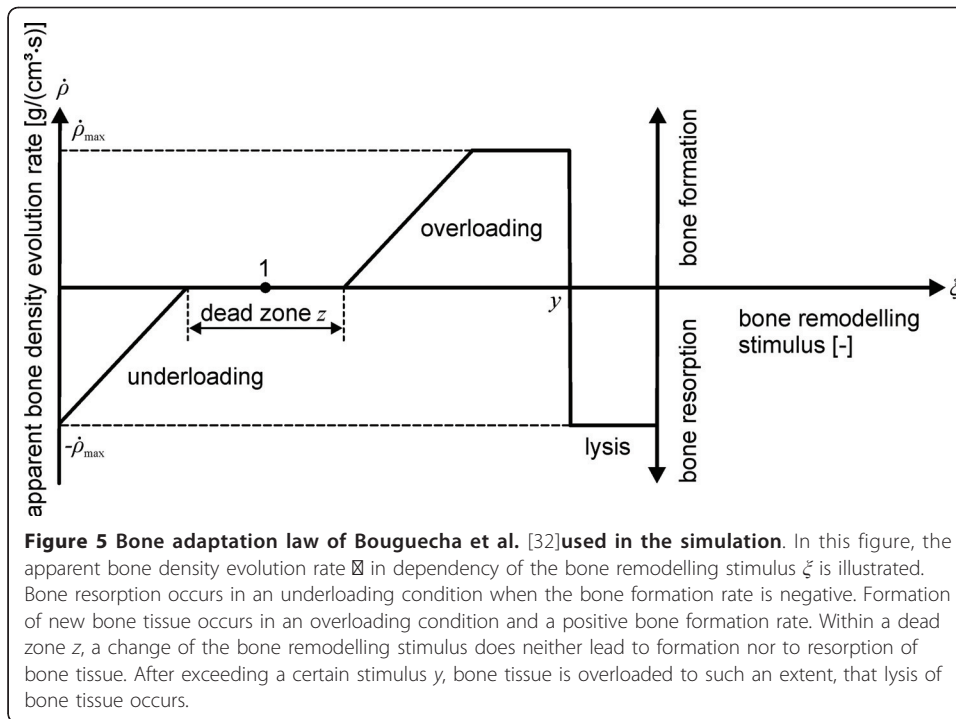 apparent bone density evolution rate [g/(cm³·s)]
ρ̇
ρ̇max
bone formation
overloading
1
y
ξ
dead zone z
bone remodelling
stimulus [-]
underloading
bone resorption
-ρ̇max
lysis
Figure 5 Bone adaptation law of Bouguecha et al. [32]used in the simulation. In this figure, the
apparent bone density evolution rate � in dependency of the bone remodelling stimulus ξ is illustrated.
Bone resorption occurs in an underloading condition when the bone formation rate is negative. Formation
of new bone tissue occurs in an overloading condition and a positive bone formation rate. Within a dead
zone z, a change of the bone remodelling stimulus does neither lead to formation nor to resorption of
bone tissue. After exceeding a certain stimulus y, bone tissue is overloaded to such an extent, that lysis of
bone tissue occurs.